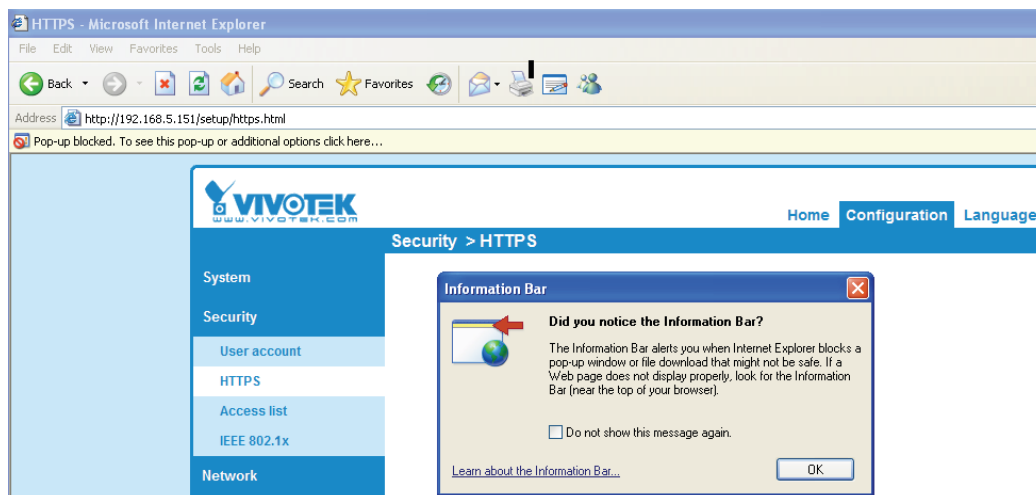 HTTPS - Microsoft Internet Explorer
File Edit View Favorites Tools Help
Back Search Favorites
Address http://192.168.5.151/setup/https.html
Pop-up blocked. To see this pop-up or additional options click here...
VIVOTEK
www.vivotek.com
Home Configuration Language
Security > HTTPS
System
Security
User account
HTTPS
Access list
IEEE 802.1x
Network
Information Bar
Did you notice the Information Bar?
The Information Bar alerts you when Internet Explorer blocks a
pop-up window or file download that might not be safe. If a
Web page does not display properly, look for the Information
Bar (near the top of your browser).
Do not show this message again.
Learn about the Information Bar...
OK